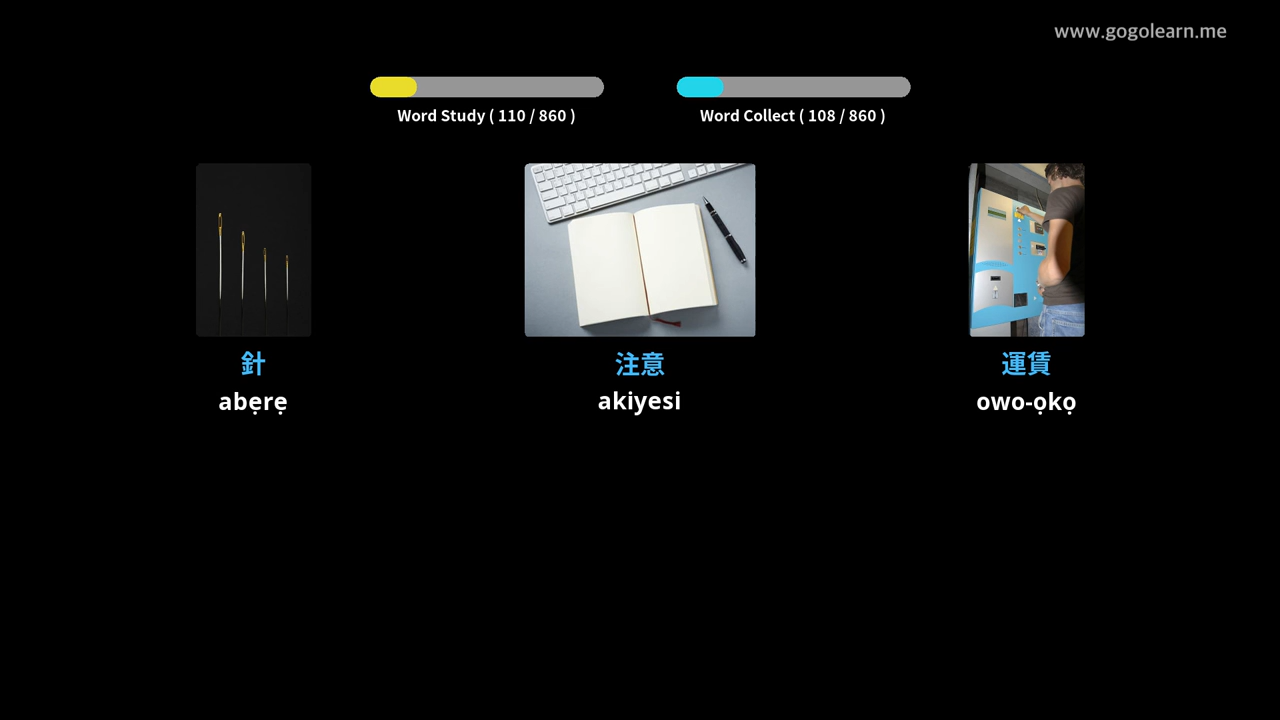 www.gogolearn.me
Word Study ( 110 / 860 )
Word Collect ( 108 / 860 )
針
注意
運賃
abẹrẹ
akiyesi
owo-ọkọ